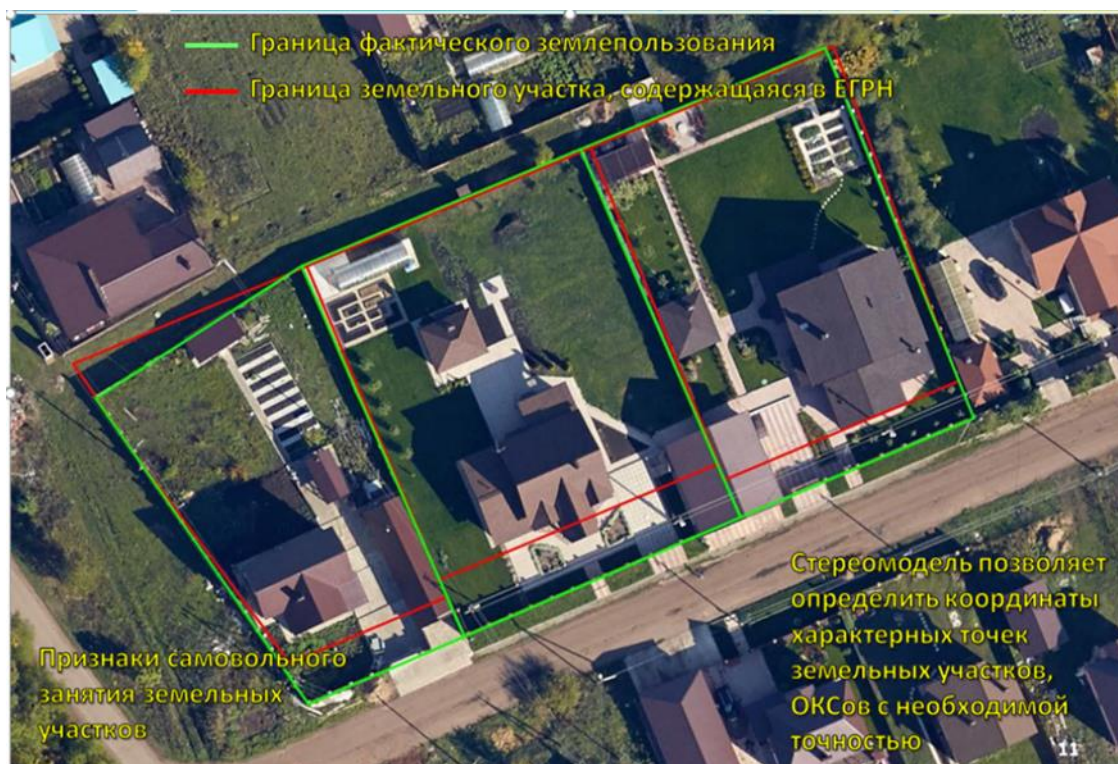 Граница фактического землепользования
Граница земельного участка, содержащаяся в ЕГРН
Признаки самовольного
занятия земельных
участков
Стереомодель позволяет
определить координаты
характерных точек
земельных участков,
ОКСов с необходимой
точностью
11